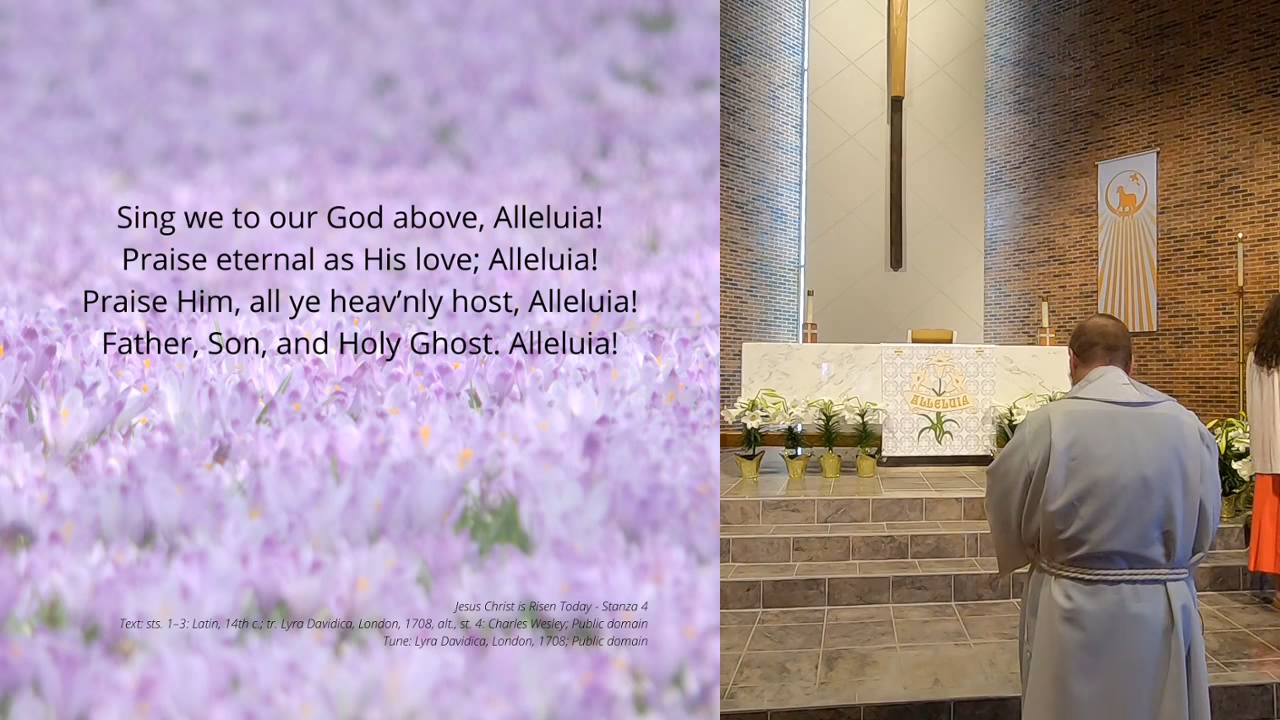 Sing we to our God above, Alleluia!
Praise eternal as His love; Alleluia!
Praise Him, all ye heav’nly host, Alleluia!
Father, Son, and Holy Ghost. Alleluia!
Jesus Christ is Risen Today - Stanza 4
Text: sts. 1–3: Latin, 14th c.; tr. Lyra Davidica, London, 1708, alt., st. 4: Charles Wesley; Public domain
Tune: Lyra Davidica, London, 1708; Public domain
ALLELUIA